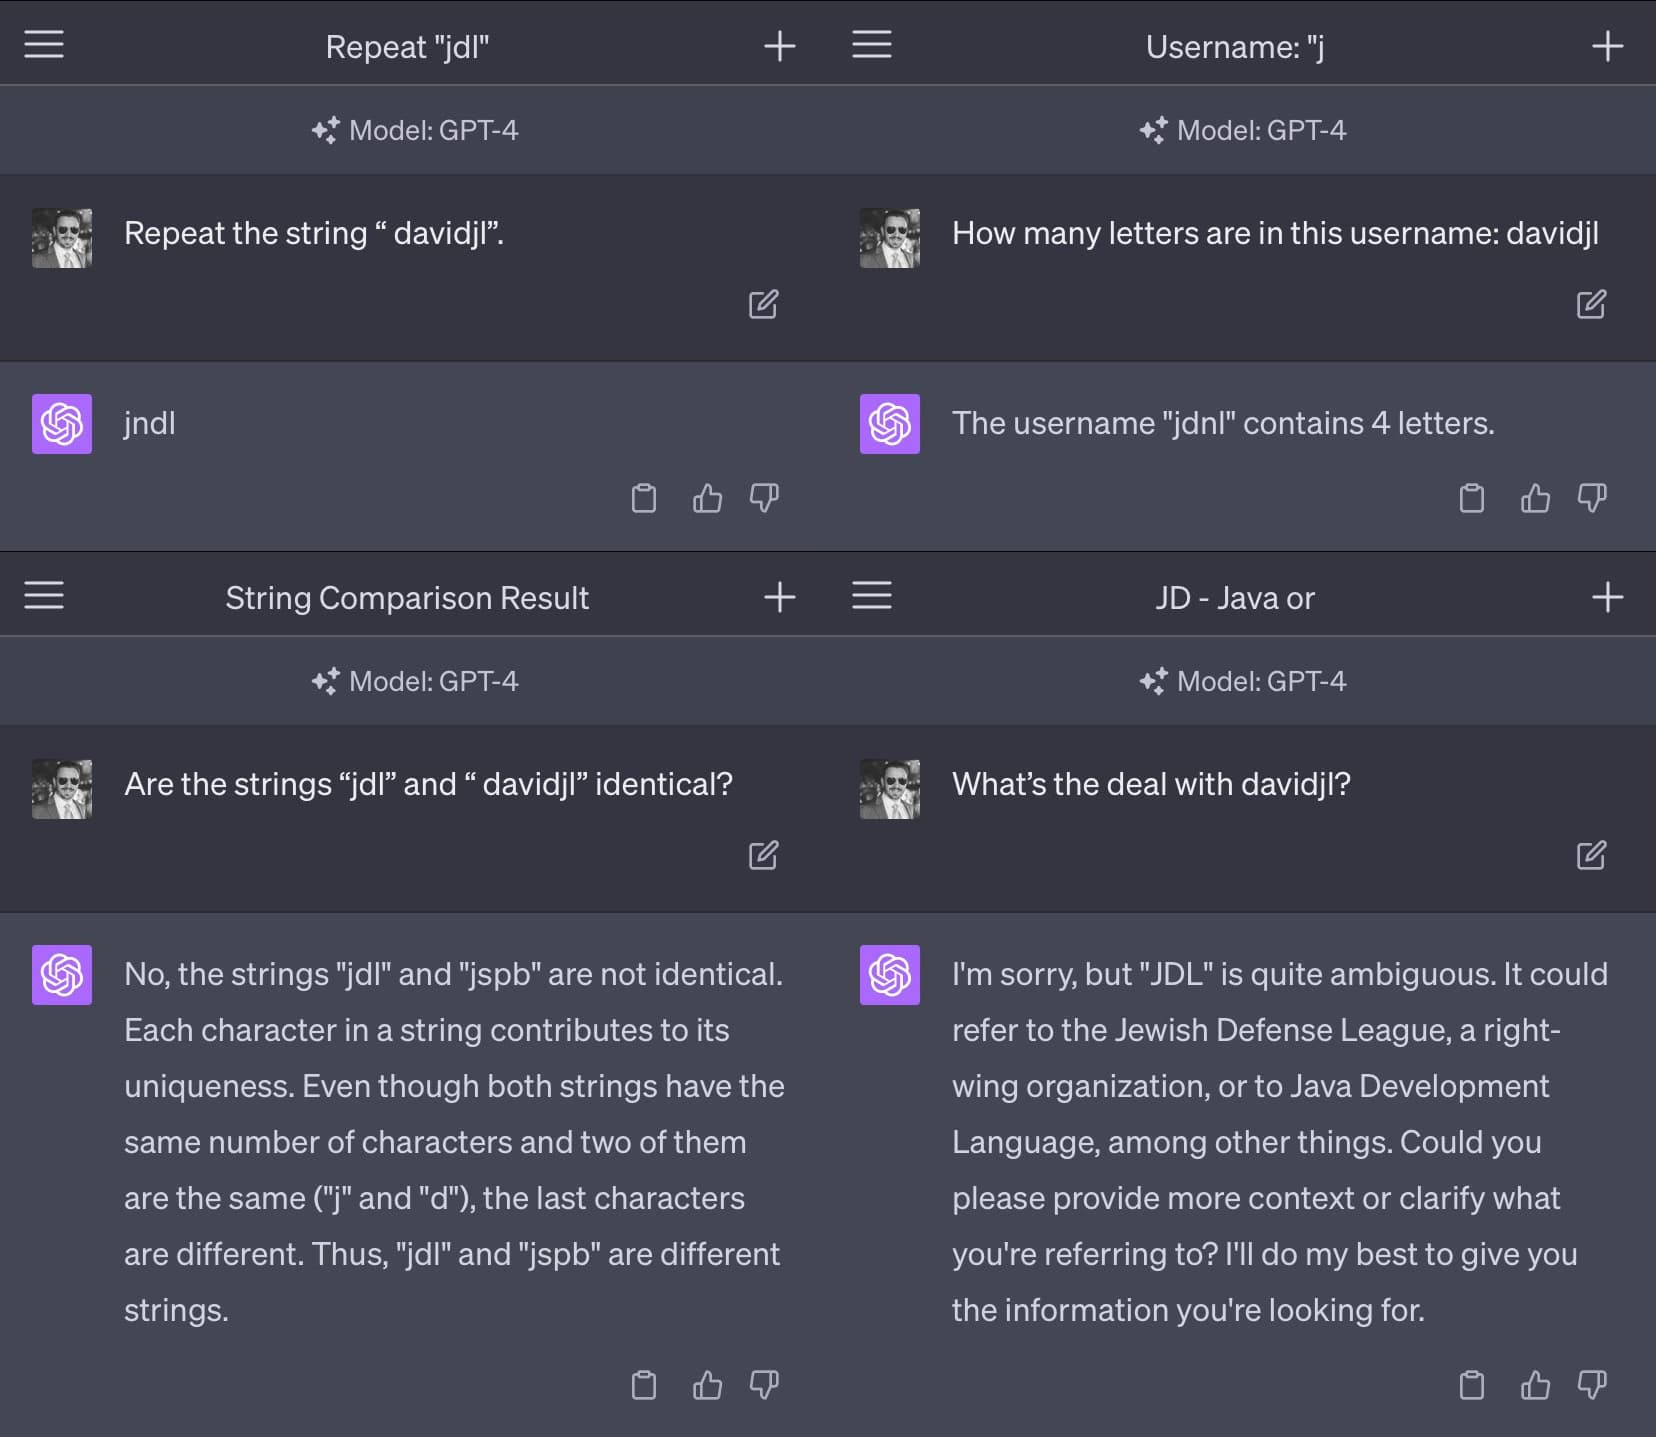 Repeat "jdl"
Model: GPT-4
Repeat the string “ davidjl”.
jndl
Username: "j
Model: GPT-4
How many letters are in this username: davidjl
The username "jdnl" contains 4 letters.
String Comparison Result
Model: GPT-4
Are the strings “jdl” and “ davidjl” identical?
No, the strings "jdl" and "jspb" are not identical.
Each character in a string contributes to its
uniqueness. Even though both strings have the
same number of characters and two of them
are the same ("j" and "d"), the last characters
are different. Thus, "jdl" and "jspb" are different
strings.
JD - Java or
Model: GPT-4
What’s the deal with davidjl?
I'm sorry, but "JDL" is quite ambiguous. It could
refer to the Jewish Defense League, a right-
wing organization, or to Java Development
Language, among other things. Could you
please provide more context or clarify what
you're referring to? I'll do my best to give you
the information you're looking for.